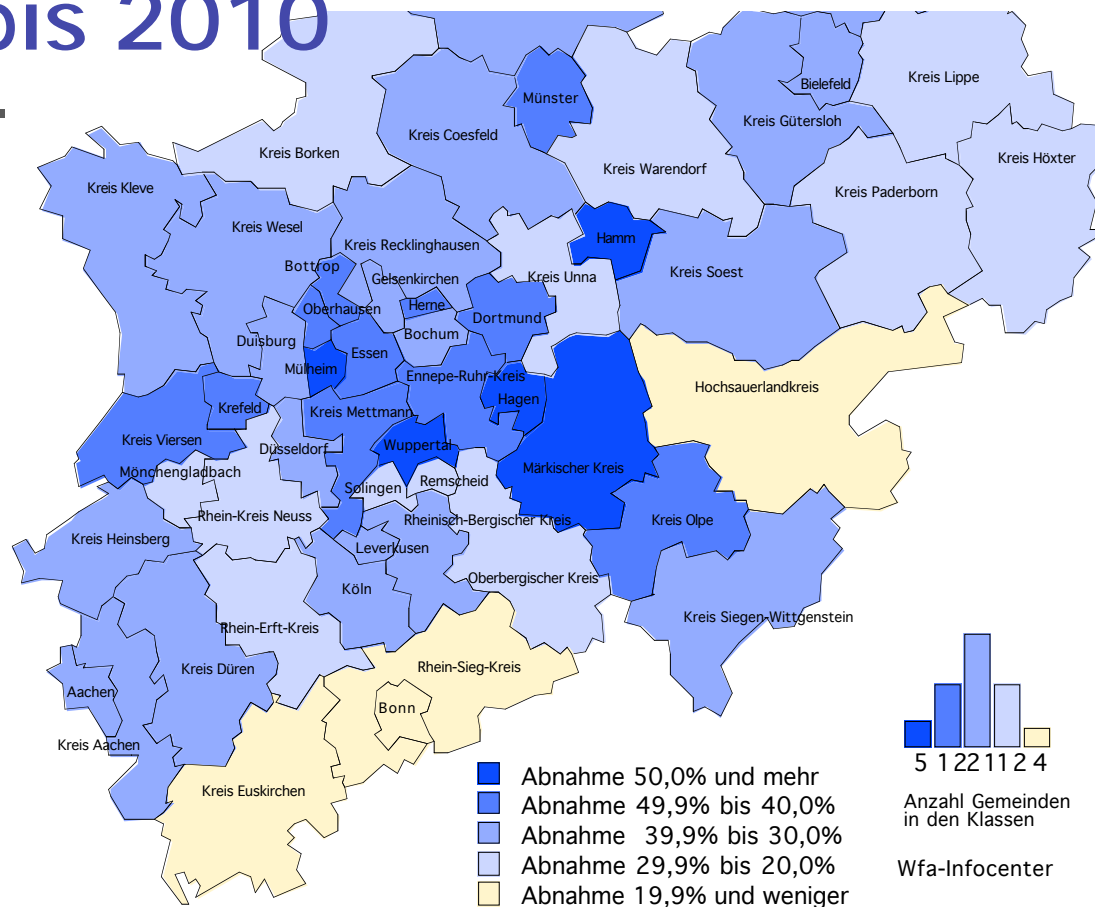 bis 2010
Münster
Bielefeld
Kreis Lippe
Kreis Coesfeld
Kreis Gütersloh
Kreis Borken
Kreis Warendorf
Kreis Höxter
Kreis Kleve
Kreis Paderborn
Kreis Wesel
Hamm
Kreis Recklinghausen
Bottrop
Gelsenkirchen
Kreis Unna
Kreis Soest
Oberhausen
Herne
Dortmund
Duisburg
Bochum
Essen
Mülheim
Ennepe-Ruhr-Kreis
Hochsauerlandkreis
Krefeld
Kreis Mettmann
Hagen
Kreis Viersen
Düsseldorf
Wuppertal
Mönchengladbach
Märkischer Kreis
Solingen
Remscheid
Rhein-Kreis Neuss
Rheinisch-Bergischer Kreis
Kreis Olpe
Kreis Heinsberg
Leverkusen
Köln
Oberbergischer Kreis
Rhein-Erft-Kreis
Kreis Siegen-Wittgenstein
Kreis Düren
Rhein-Sieg-Kreis
Aachen
Bonn
Kreis Aachen
Kreis Euskirchen
5 12 21 12 4
Anzahl Gemeinden
in den Klassen
Wfa-Infocenter
Abnahme 50,0% und mehr
Abnahme 49,9% bis 40,0%
Abnahme 39,9% bis 30,0%
Abnahme 29,9% bis 20,0%
Abnahme 19,9% und weniger